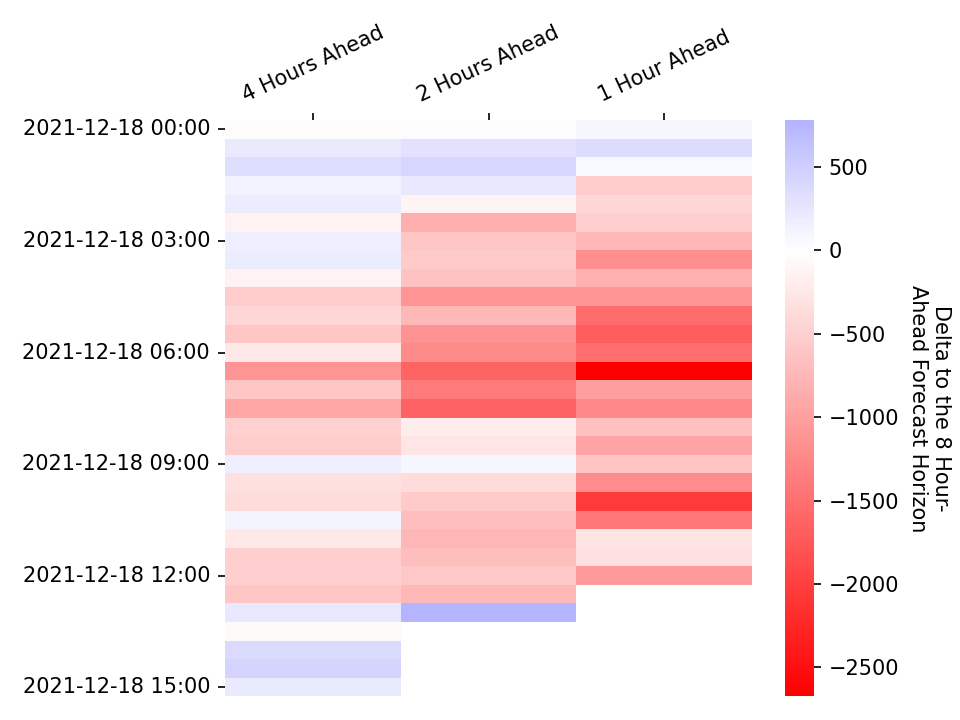 4 Hours Ahead
2 Hours Ahead
1 Hour Ahead
2021-12-18 00:00
2021-12-18 03:00
2021-12-18 06:00
2021-12-18 09:00
2021-12-18 12:00
2021-12-18 15:00
500
0
−500
−1000
−1500
−2000
−2500
Delta to the 8 Hour-
Ahead Forecast Horizon